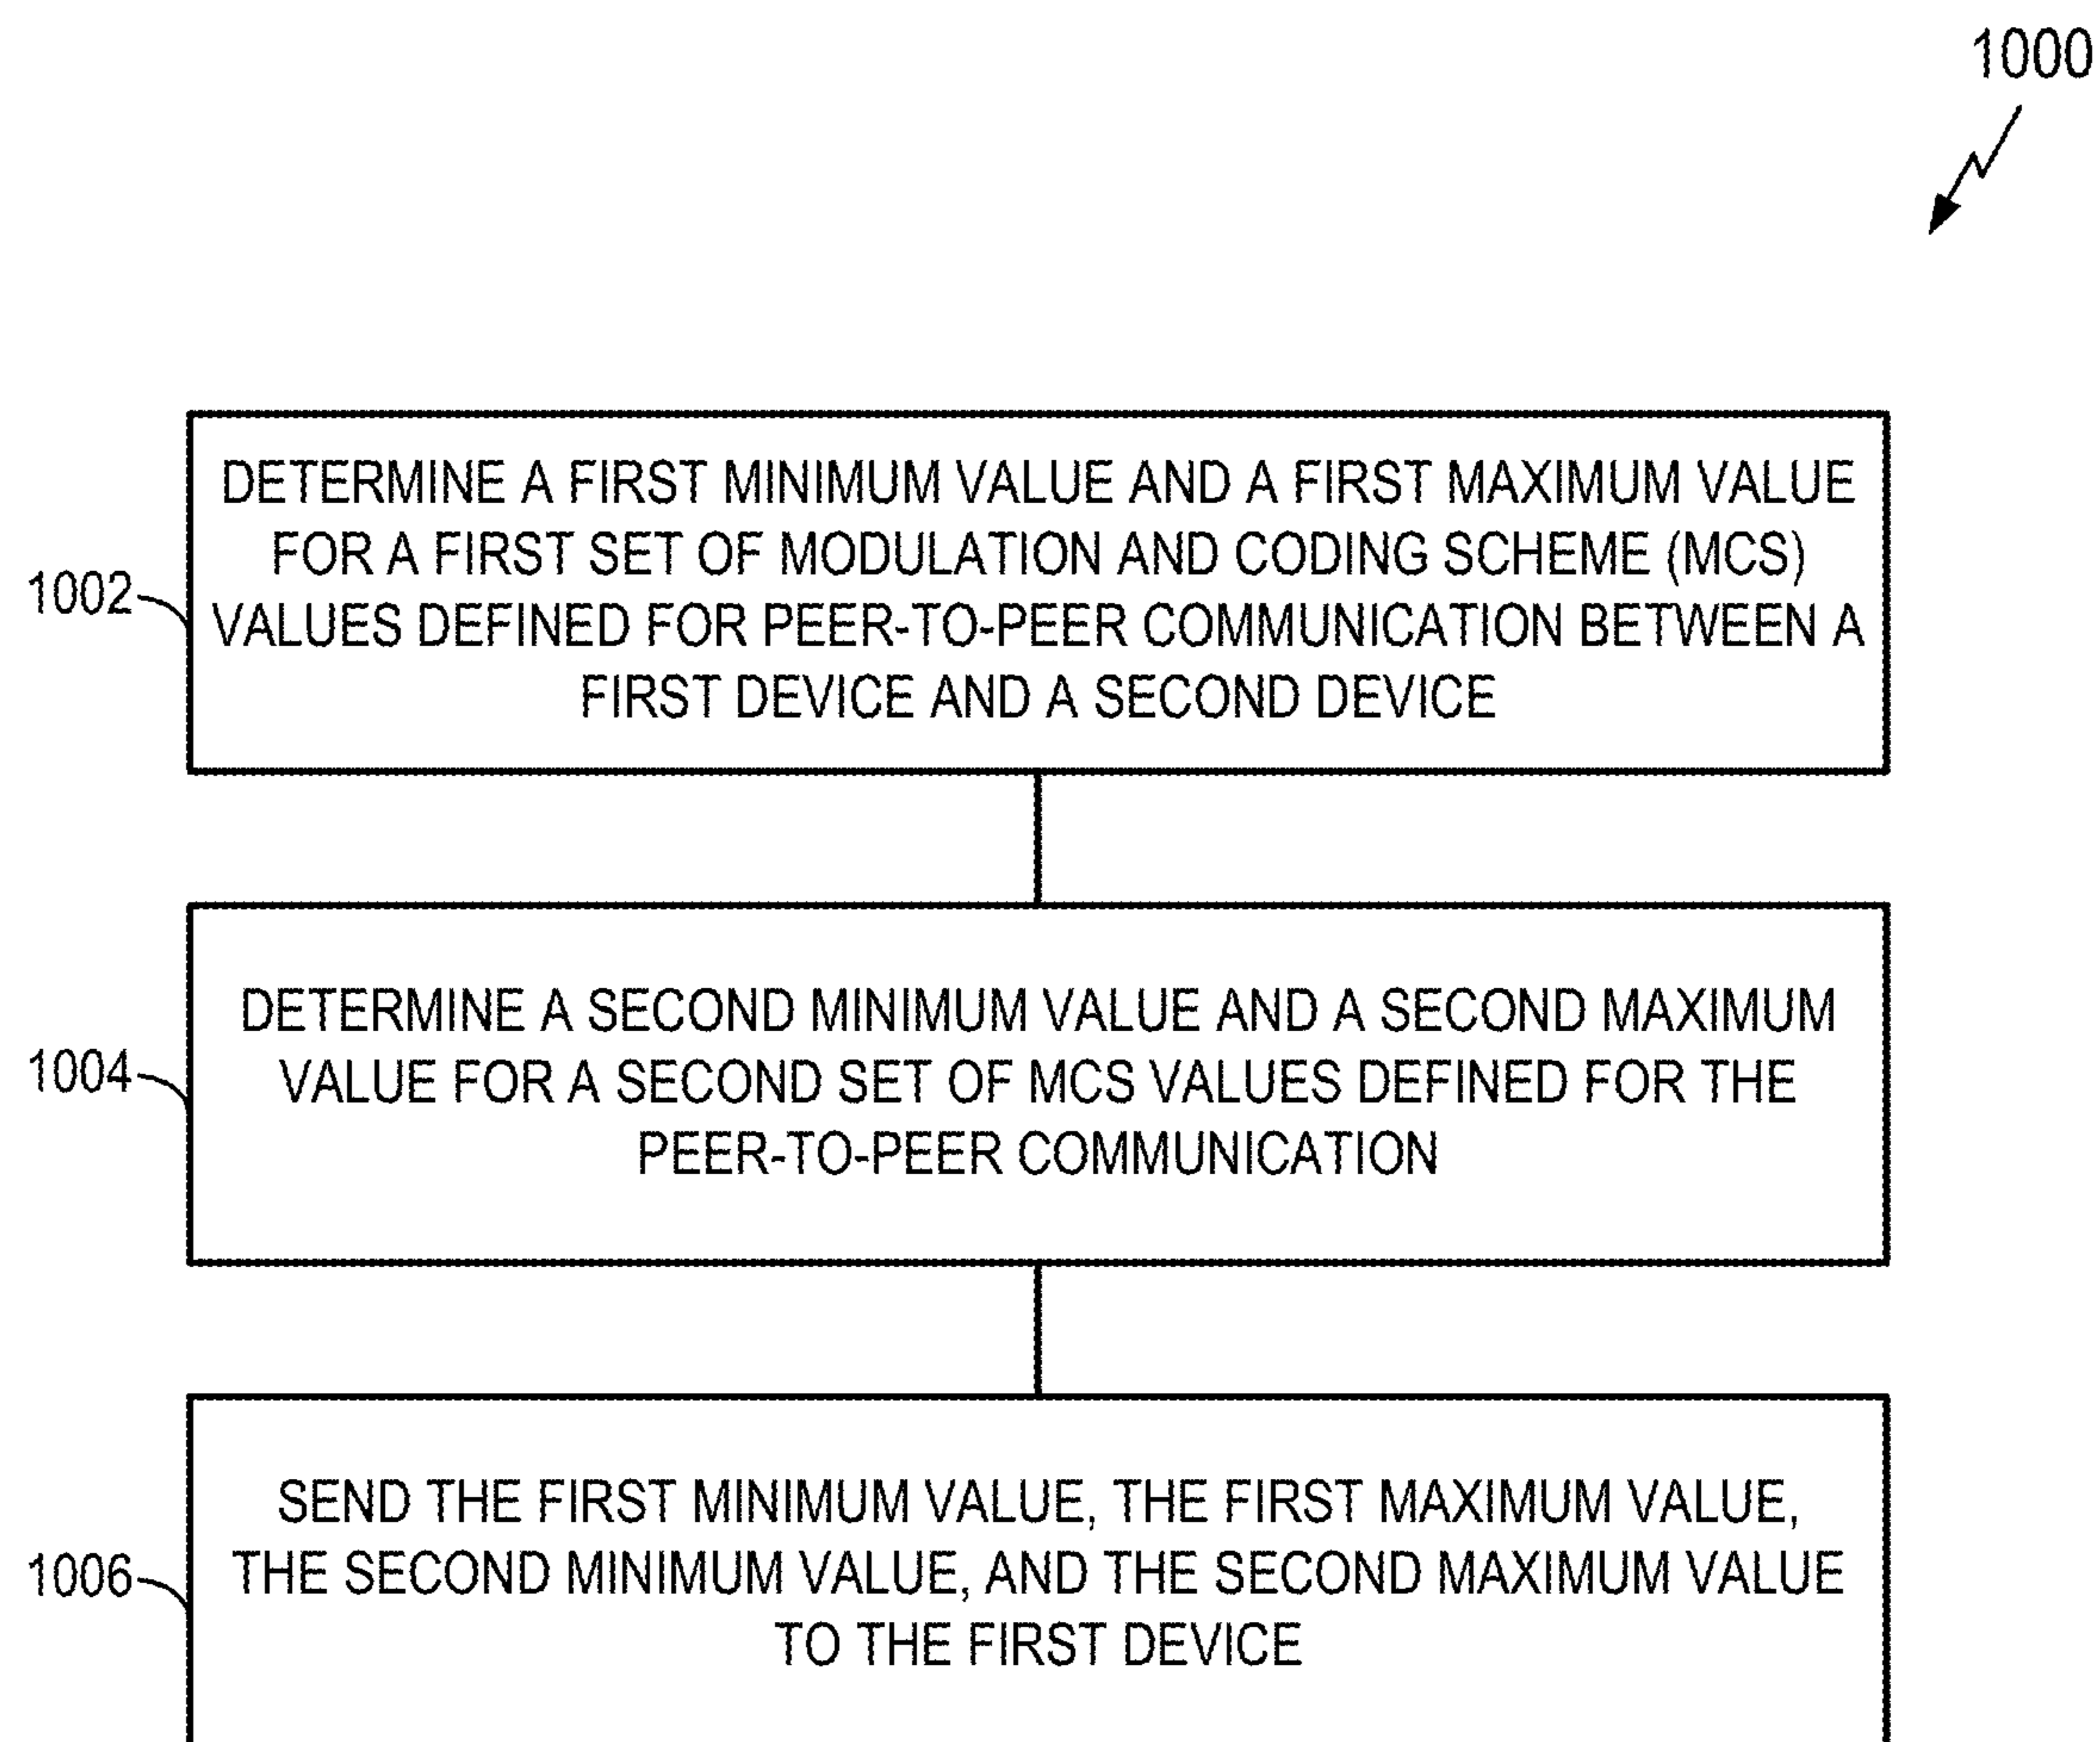 1000
DETERMINE A FIRST MINIMUM VALUE AND A FIRST MAXIMUM VALUE
FOR A FIRST SET OF MODULATION AND CODING SCHEME (MCS)
VALUES DEFINED FOR PEER-TO-PEER COMMUNICATION BETWEEN A
FIRST DEVICE AND A SECOND DEVICE
1002
DETERMINE A SECOND MINIMUM VALUE AND A SECOND MAXIMUM
VALUE FOR A SECOND SET OF MCS VALUES DEFINED FOR THE
PEER-TO-PEER COMMUNICATION
1004
SEND THE FIRST MINIMUM VALUE, THE FIRST MAXIMUM VALUE,
THE SECOND MINIMUM VALUE, AND THE SECOND MAXIMUM VALUE
TO THE FIRST DEVICE
1006